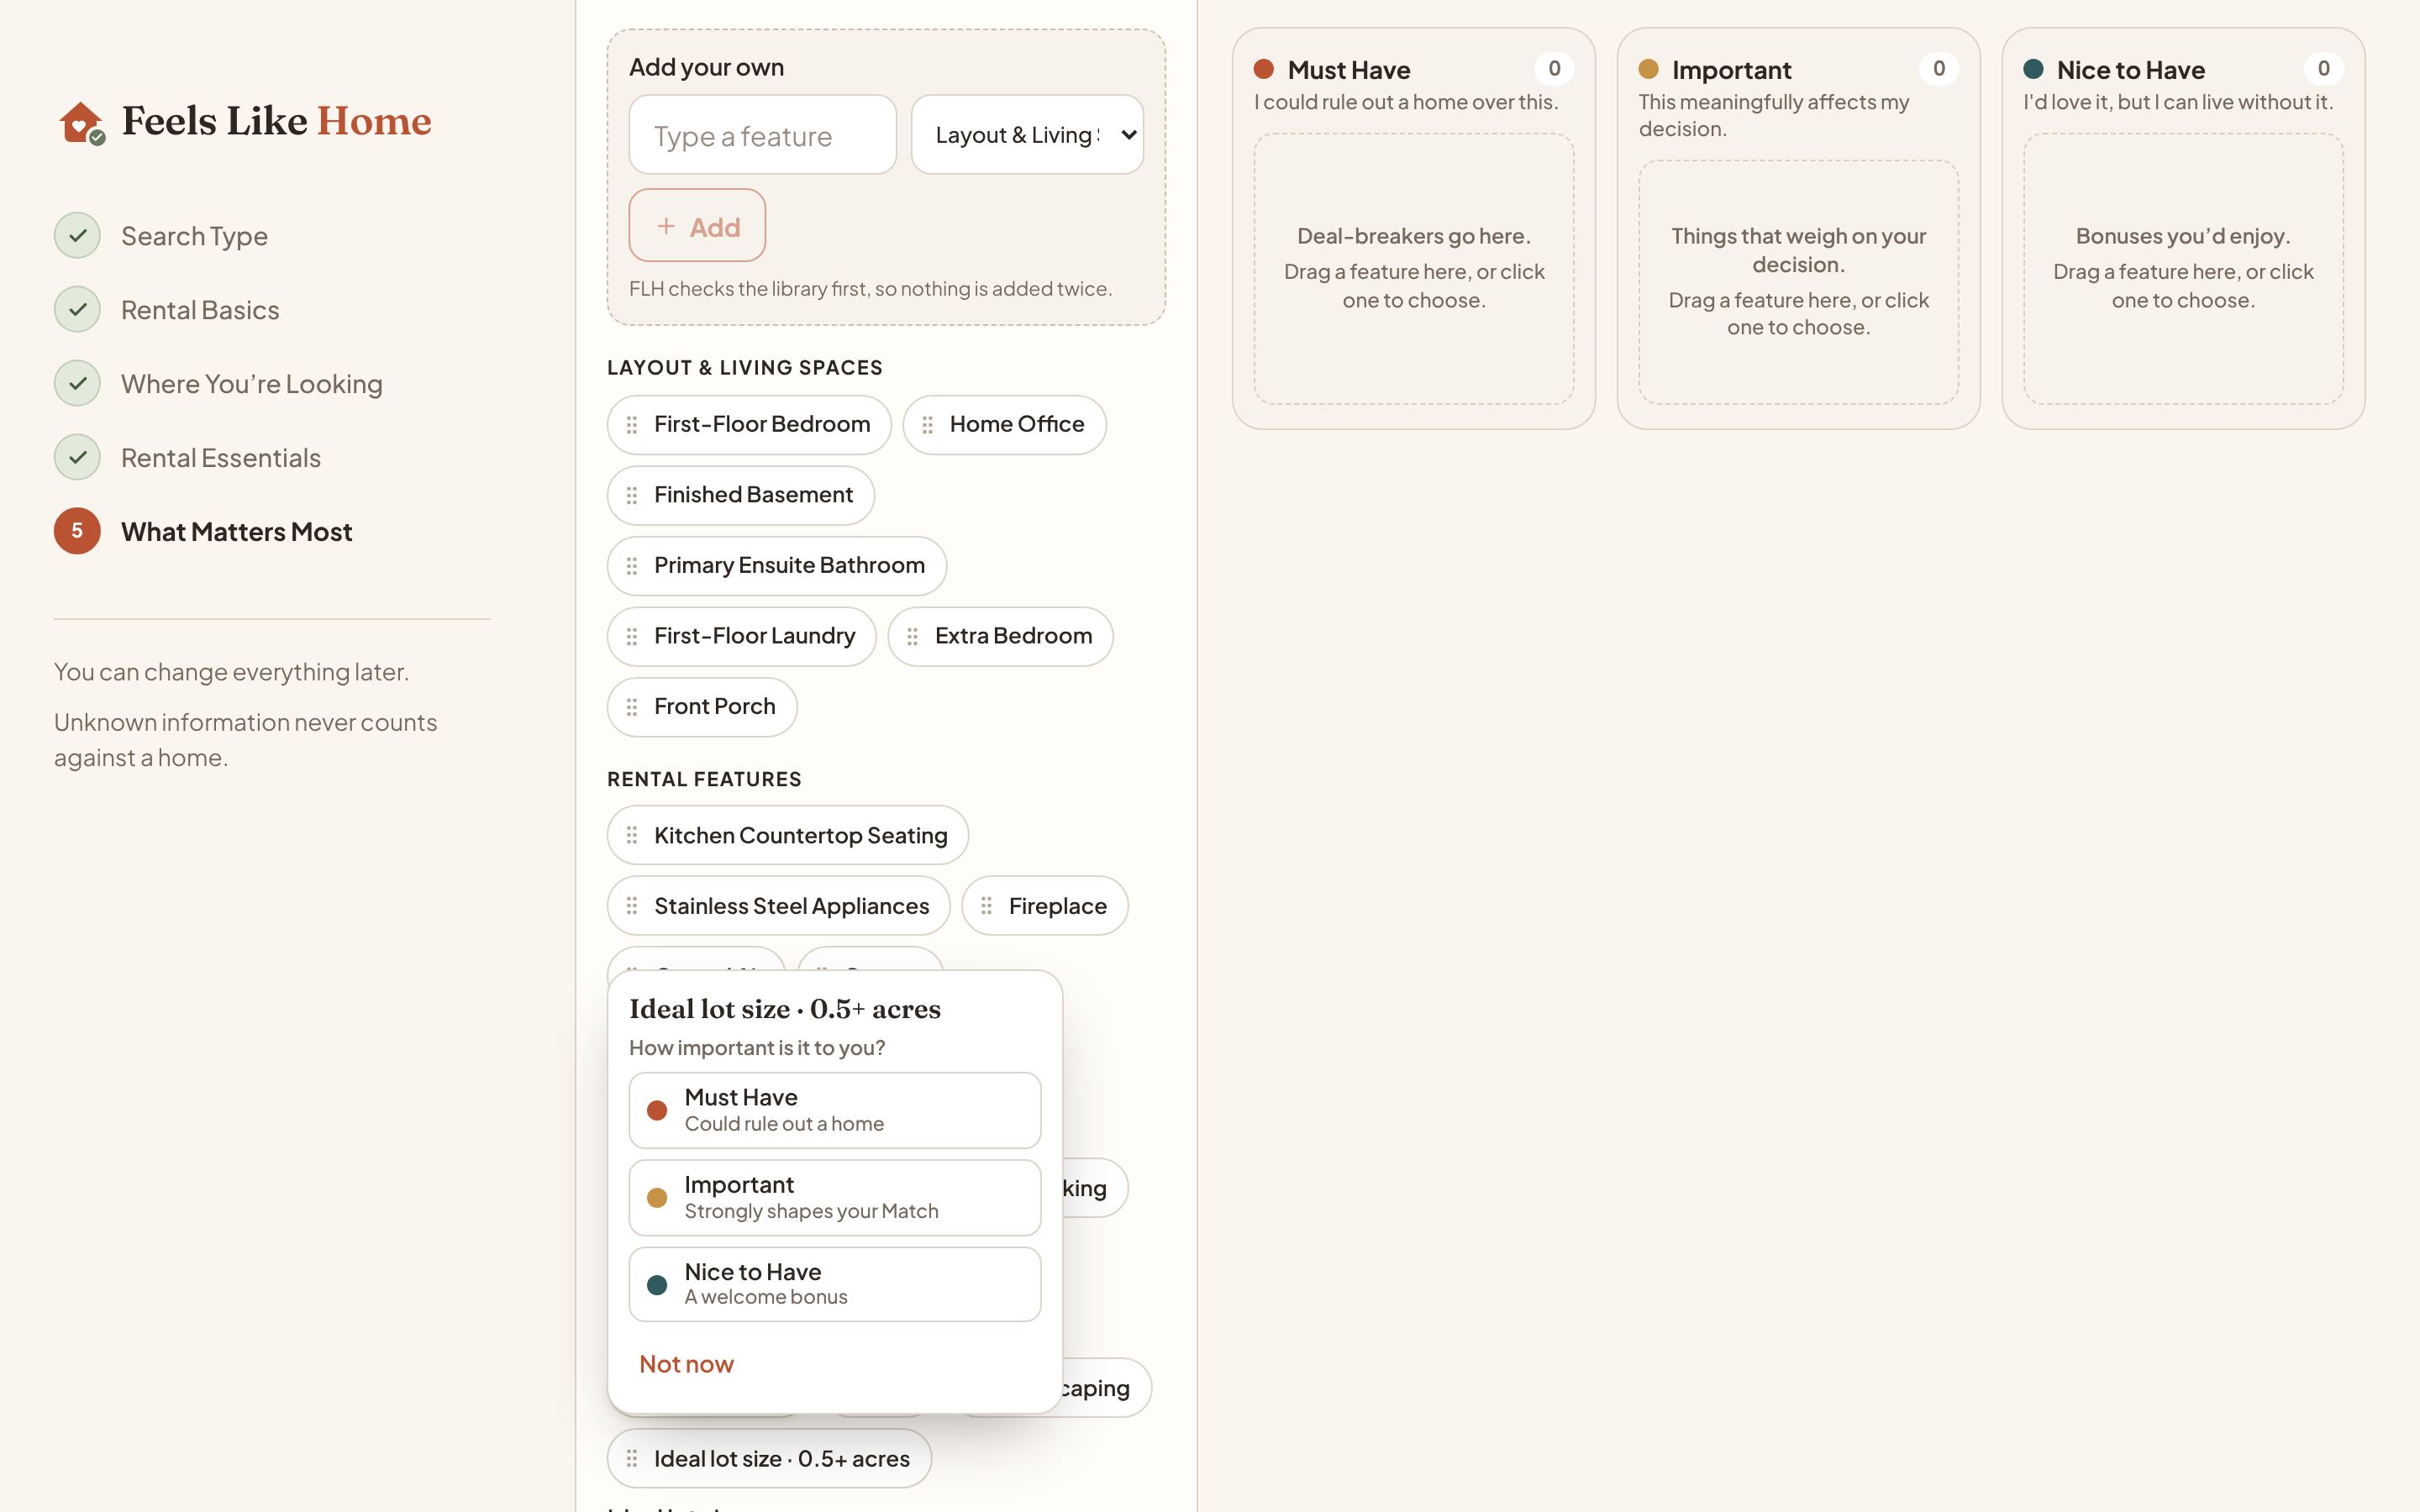 Feels Like Home
Search Type
Rental Basics
Where You’re Looking
Rental Essentials
5 What Matters Most
You can change everything later.
Unknown information never counts
against a home.
Add your own
Type a feature
Layout & Living
+ Add
FLH checks the library first, so nothing is added twice.
LAYOUT & LIVING SPACES
First-Floor Bedroom
Home Office
Finished Basement
Primary Ensuite Bathroom
First-Floor Laundry
Extra Bedroom
Front Porch
RENTAL FEATURES
Kitchen Countertop Seating
Stainless Steel Appliances
Fireplace
Ideal lot size · 0.5+ acres
How important is it to you?
Must Have
Could rule out a home
Important
Strongly shapes your Match
Nice to Have
A welcome bonus
Not now
king
caping
Ideal lot size · 0.5+ acres
Must Have 0
I could rule out a home over this.
Deal-breakers go here.
Drag a feature here, or click
one to choose.
Important 0
This meaningfully affects my
decision.
Things that weigh on your
decision.
Drag a feature here, or click
one to choose.
Nice to Have 0
I'd love it, but I can live without it.
Bonuses you’d enjoy.
Drag a feature here, or click
one to choose.